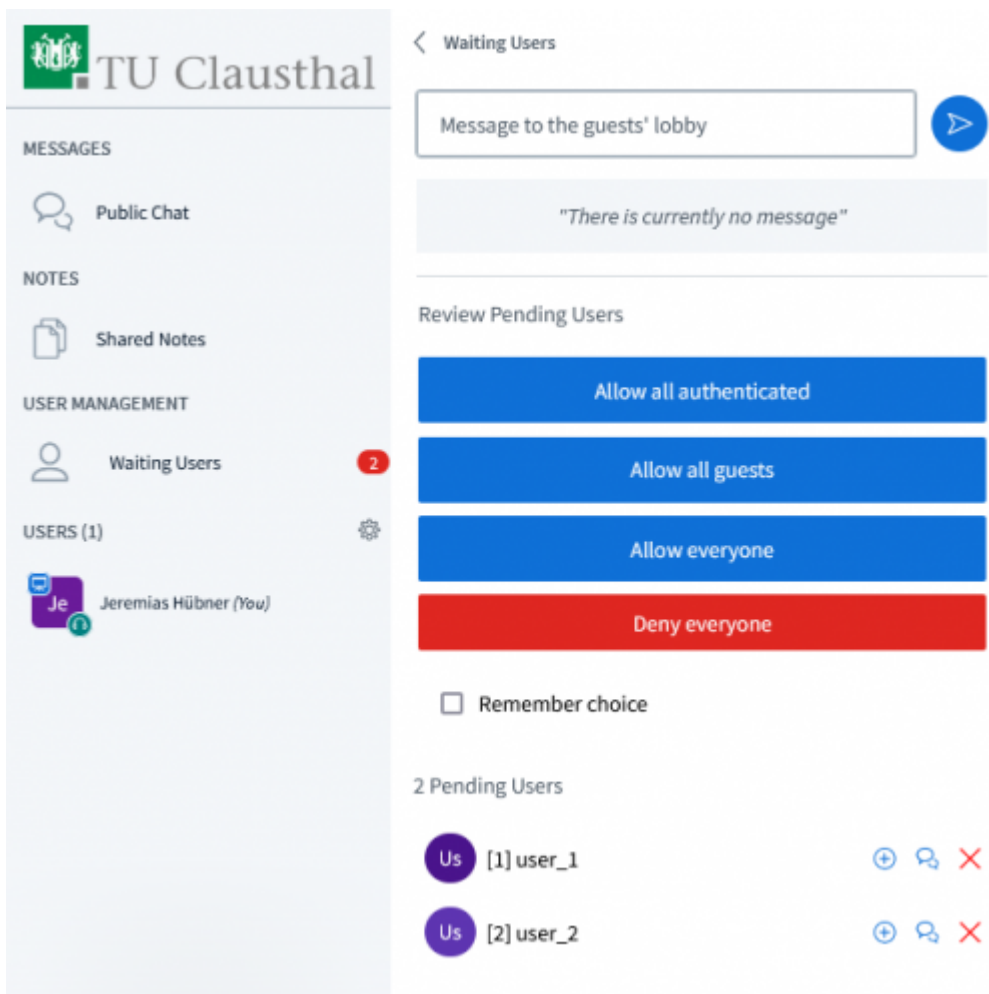 TU Clausthal
MESSAGES
Public Chat
NOTES
Shared Notes
USER MANAGEMENT
Waiting Users
2
USERS (1)
Je
Jeremias Hübner (You)
Waiting Users
Message to the guests' lobby
"There is currently no message"
Review Pending Users
Allow all authenticated
Allow all guests
Allow everyone
Deny everyone
Remember choice
2 Pending Users
Us [1] user_1
Us [2] user_2